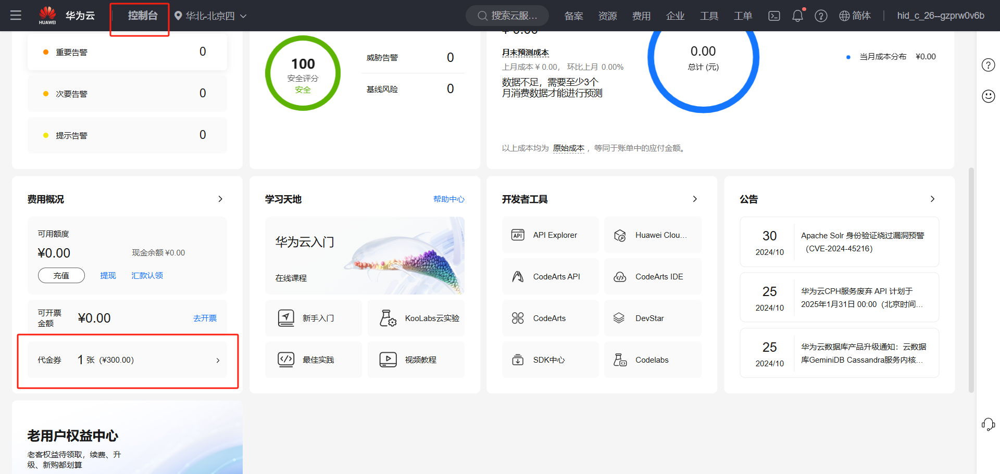 HUAWEI
华为云
控制台
华北-北京四
搜索云服...
备案
资源
费用
企业
工具
工单
简体
hid_c_26--gzprw0v6b
重要告警 0
次要告警 0
提示告警 0
100
安全评分
安全
威胁告警 0
基线风险 0
¥ 0.00
月末预测成本
上月成本 ¥ 0.00， 环比上月 0.00%
数据不足，需要至少3个
月消费数据才能进行预测
0.00
总计 (元)
当月成本分布 ¥0.00
以上成本均为 原始成本 ，等同于账单中的应付金额。
费用概况
可用额度
¥0.00
现金余额 ¥0.00
充值
提现
汇款认领
可开票
金额
¥0.00
去开票
代金券 1 张 (¥300.00)
学习天地
帮助中心
华为云入门
在线课程
新手入门
KooLabs云实验
最佳实践
视频教程
开发者工具
API
API Explorer
Huawei Clou...
CodeArts API
CodeArts IDE
CodeArts
DevStar
SDK中心
Codelabs
公告
30
2024/10
Apache Solr 身份验证绕过漏洞预警
（CVE-2024-45216）
25
2024/10
华为云CPH服务废弃 API 计划于
2025年1月31日 00:00（北京时间...
25
2024/10
华为云数据库产品升级通知：云数据
库GeminiDB Cassandra服务内核...
老用户权益中心
老客权益待领取，续费、升
级、新购都划算